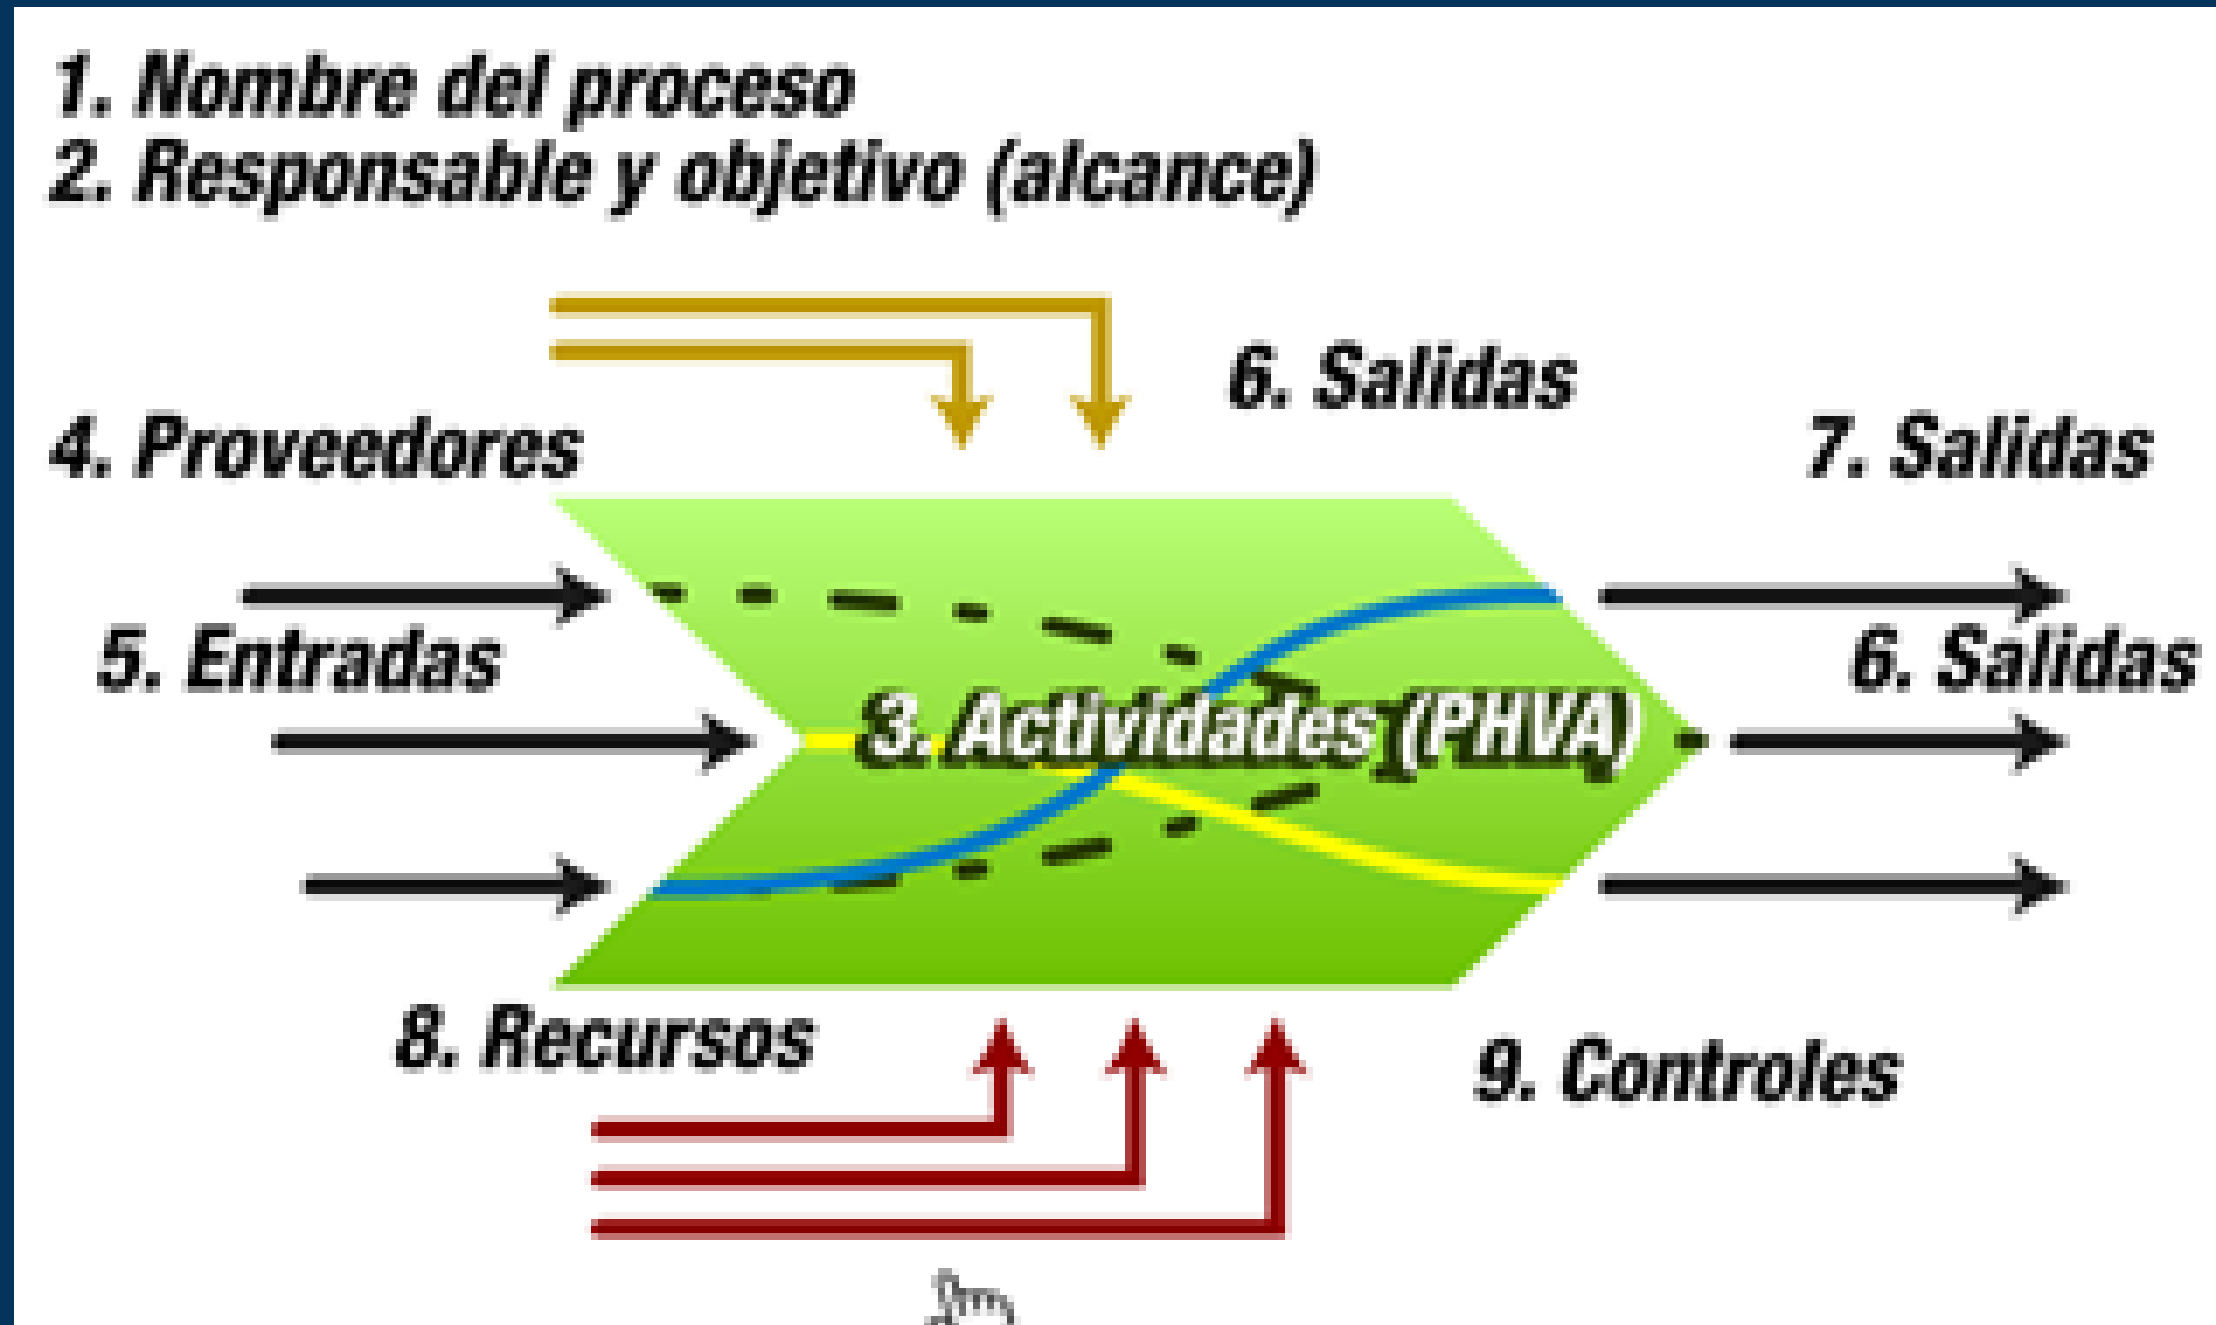 1. Nombre del proceso
2. Responsable y objetivo (alcance)
6. Salidas
4. Proveedores
7. Salidas
5. Entradas
6. Salidas
3. Actividades (PHVA)
8. Recursos
9. Controles